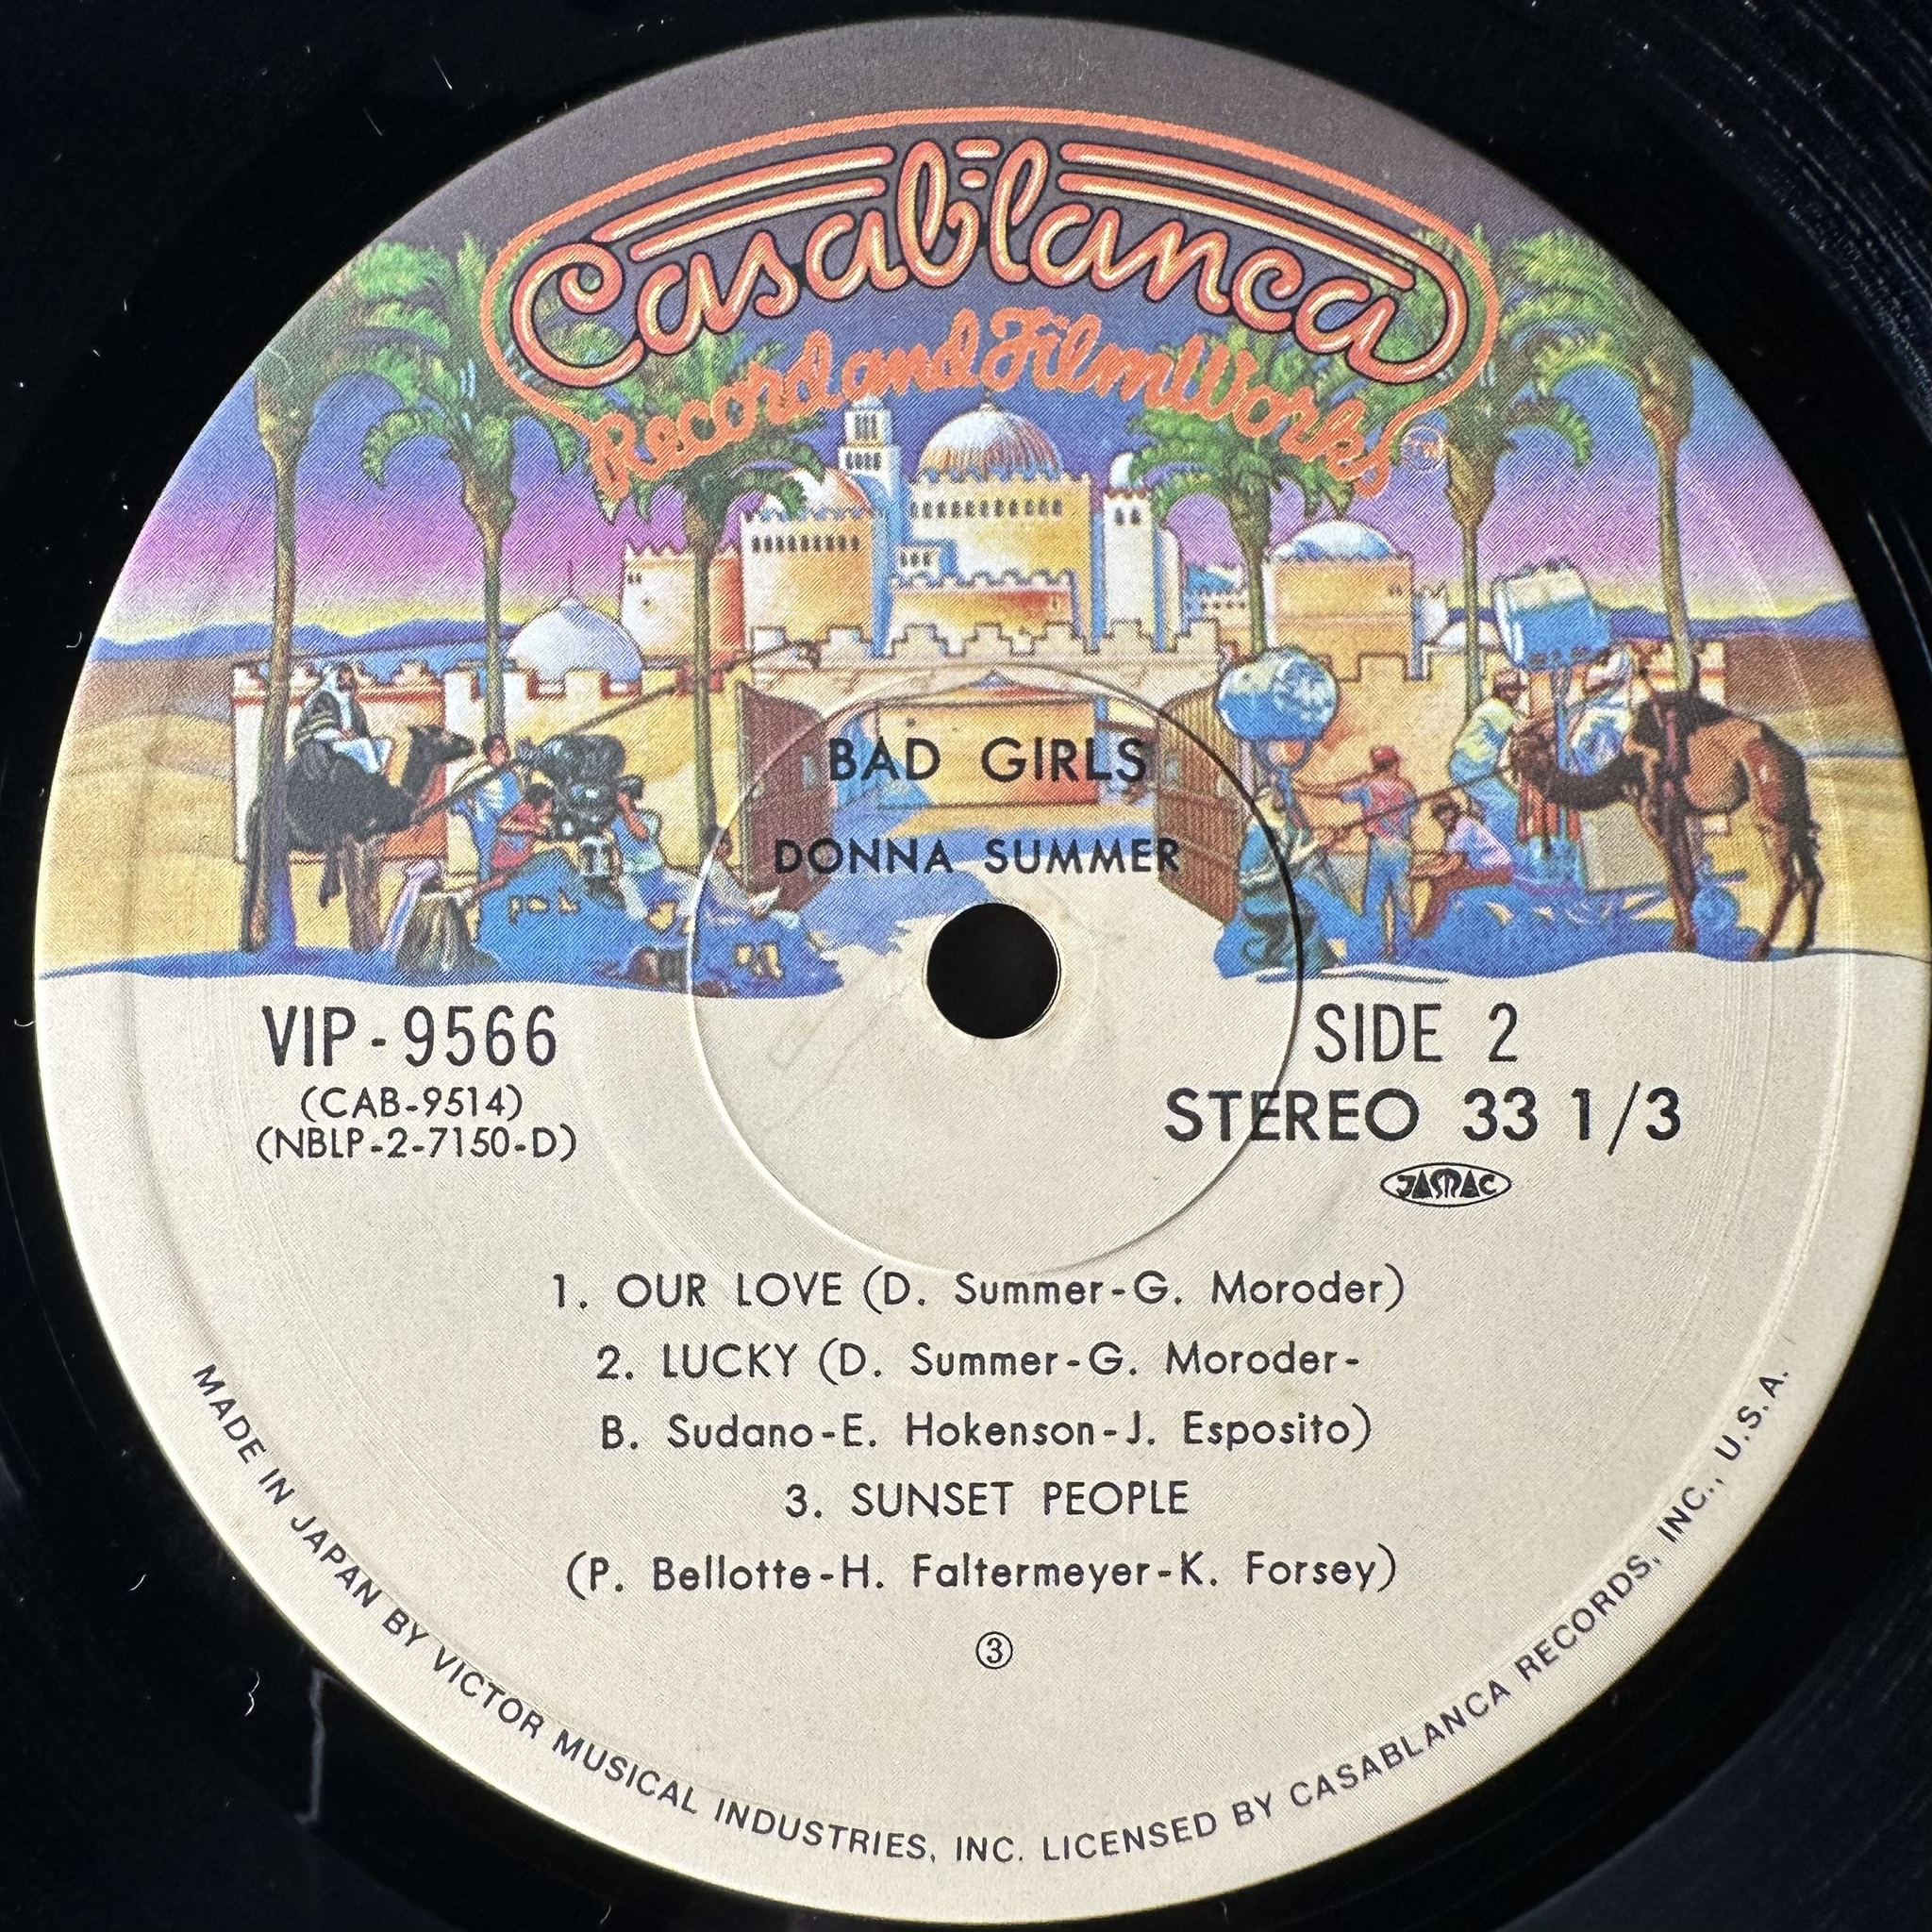 Casablanca
Record and FilmWorks
BAD GIRLS
DONNA SUMMER
VIP-9566
(CAB-9514)
(NBLP-2-7150-D)
SIDE 2
STEREO 33 1/3
JASRAC
1. OUR LOVE (D. Summer-G. Moroder)
2. LUCKY (D. Summer-G. Moroder-
B. Sudano-E. Hokenson-J. Esposito)
3. SUNSET PEOPLE
(P. Bellotte-H. Faltermeyer-K. Forsey)
③
MADE IN JAPAN BY VICTOR MUSICAL INDUSTRIES, INC. LICENSED BY CASABLANCA RECORDS, INC., U.S.A.